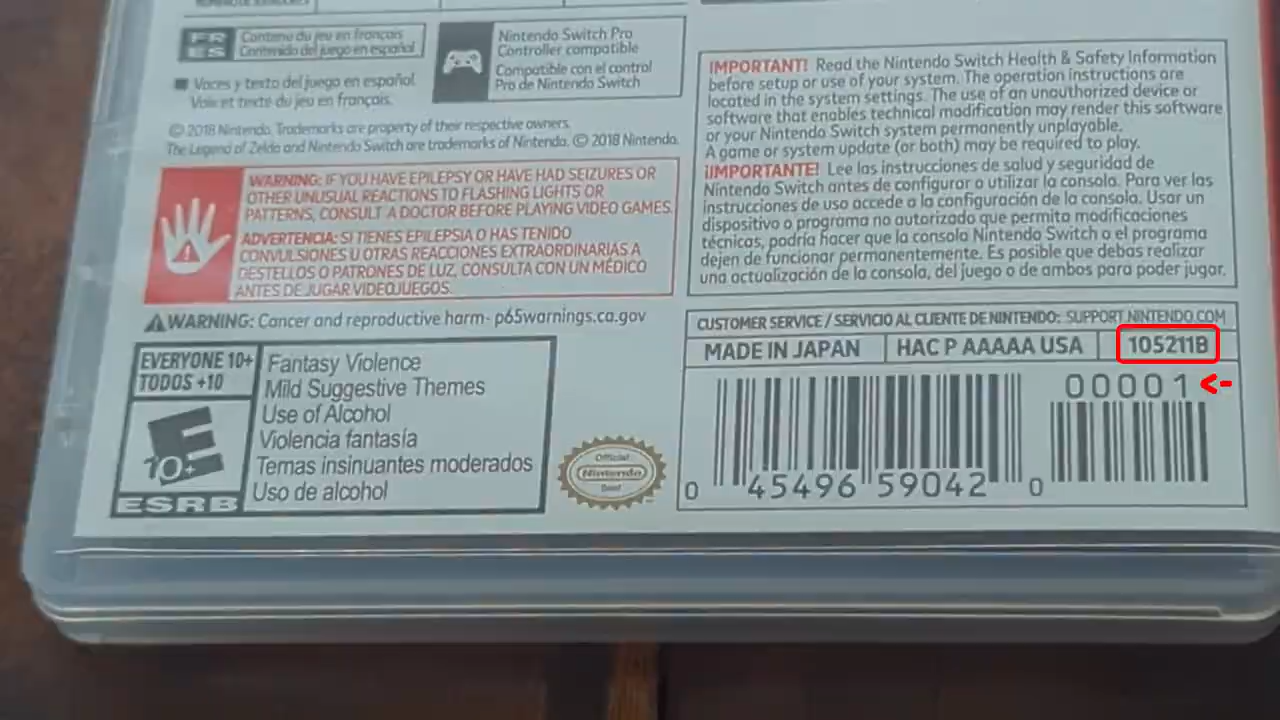 FR
ES
Contenu du jeu en français
Contenido del juego en español
Voces y texto del juego en español.
Voix et texte du jeu en français.
Nintendo Switch Pro
Controller compatible
Compatible con el control
Pro de Nintendo Switch
© 2018 Nintendo. Trademarks are property of their respective owners.
The Legend of Zelda and Nintendo Switch are trademarks of Nintendo. © 2018 Nintendo.
WARNING: IF YOU HAVE EPILEPSY OR HAVE HAD SEIZURES OR
OTHER UNUSUAL REACTIONS TO FLASHING LIGHTS OR
PATTERNS, CONSULT A DOCTOR BEFORE PLAYING VIDEO GAMES.
ADVERTENCIA: SI TIENES EPILEPSIA O HAS TENIDO
CONVULSIONES U OTRAS REACCIONES EXTRAORDINARIAS A
DESTELLOS O PATRONES DE LUZ, CONSULTA CON UN MÉDICO
ANTES DE JUGAR VIDEOJUEGOS.
WARNING: Cancer and reproductive harm- p65warnings.ca.gov
EVERYONE 10+
TODOS +10
E
10+
ESRB
Fantasy Violence
Mild Suggestive Themes
Use of Alcohol
Violencia fantasía
Temas insinuantes moderados
Uso de alcohol
Official
Nintendo
Seal
IMPORTANT! Read the Nintendo Switch Health & Safety Information
before setup or use of your system. The operation instructions are
located in the system settings. The use of an unauthorized device or
software that enables technical modification may render this software
or your Nintendo Switch system permanently unplayable.
A game or system update (or both) may be required to play.
¡IMPORTANTE! Lee las instrucciones de salud y seguridad de
Nintendo Switch antes de configurar o utilizar la consola. Para ver las
instrucciones de uso accede a la configuración de la consola. Usar un
dispositivo o programa no autorizado que permita modificaciones
técnicas, podría hacer que la consola Nintendo Switch o el programa
dejen de funcionar permanentemente. Es posible que debas realizar
una actualización de la consola, del juego o de ambos para poder jugar.
CUSTOMER SERVICE / SERVICIO AL CLIENTE DE NINTENDO: SUPPORT.NINTENDO.COM
MADE IN JAPAN HAC P AAAAA USA 105211B
00001 <-
0 45496 59042 0